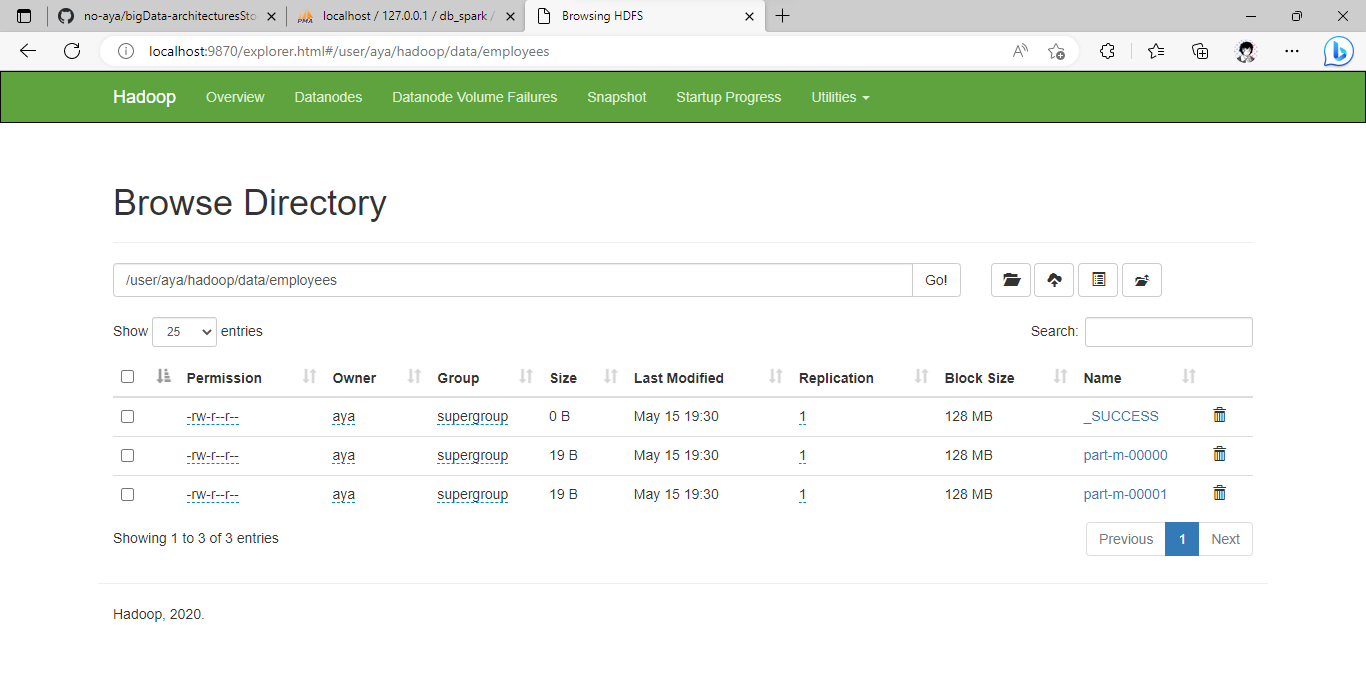 no-aya/bigData-architecturesSto
localhost / 127.0.0.1 / db_spark /
Browsing HDFS
localhost:9870/explorer.html#/user/aya/hadoop/data/employees
Hadoop Overview Datanodes Datanode Volume Failures Snapshot Startup Progress Utilities
Browse Directory
/user/aya/hadoop/data/employees Go!
Show 25 entries Search:
Permission Owner Group Size Last Modified Replication Block Size Name
-rw-r--r-- aya supergroup 0 B May 15 19:30 1 128 MB _SUCCESS
-rw-r--r-- aya supergroup 19 B May 15 19:30 1 128 MB part-m-00000
-rw-r--r-- aya supergroup 19 B May 15 19:30 1 128 MB part-m-00001
Showing 1 to 3 of 3 entries Previous 1 Next
Hadoop, 2020.